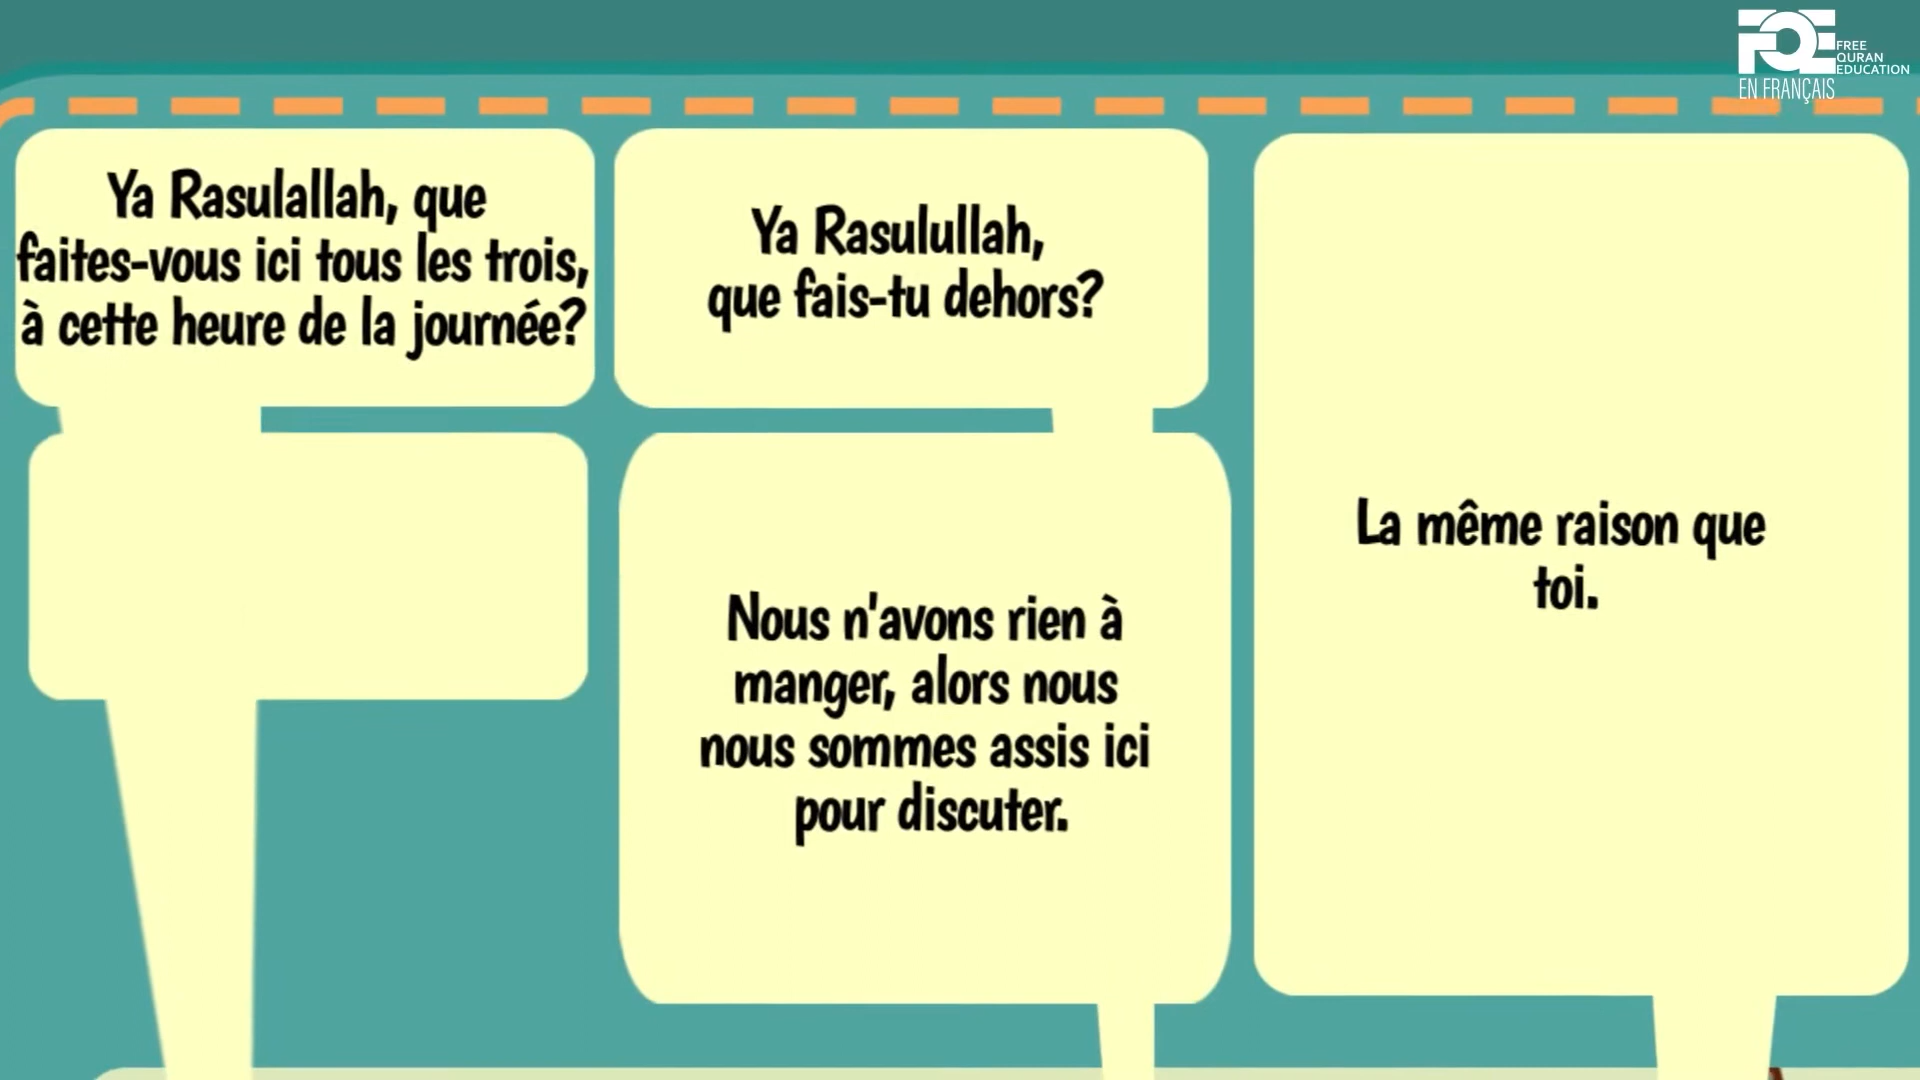 FQE FREE
QURAN
EDUCATION
EN FRANÇAIS
Ya Rasulallah, que
faites-vous ici tous les trois,
à cette heure de la journée?
Ya Rasulullah,
que fais-tu dehors?
Nous n'avons rien à
manger, alors nous
nous sommes assis ici
pour discuter.
La même raison que
toi.